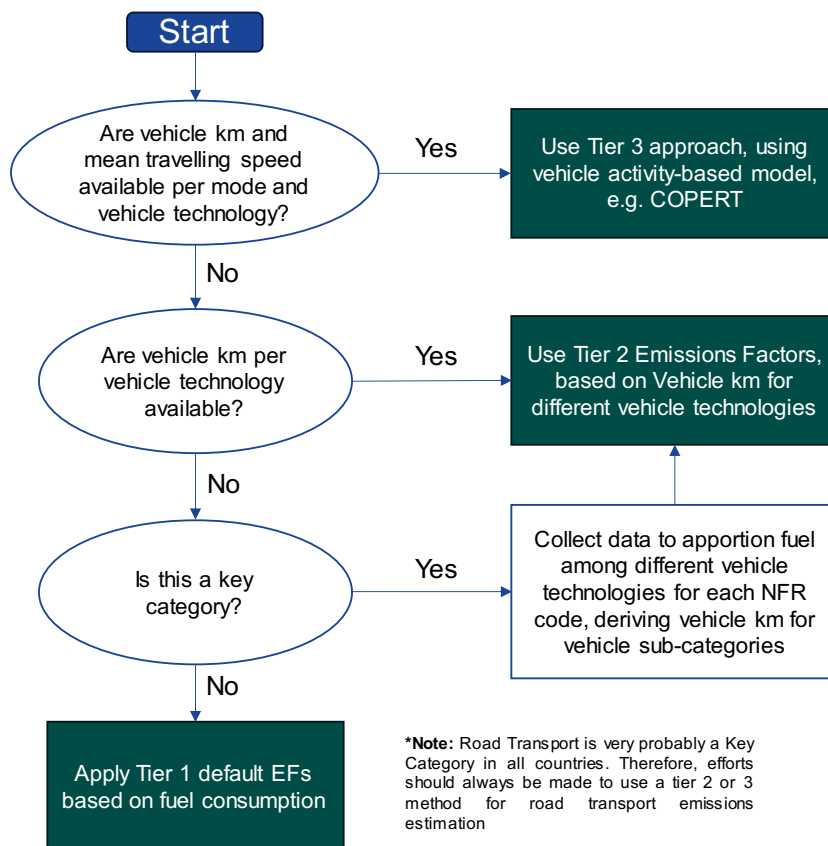 Start
Are vehicle km and
mean travelling speed
available per mode and
vehicle technology?
Yes
Use Tier 3 approach, using
vehicle activity-based model,
e.g. COPERT
No
Are vehicle km per
vehicle technology
available?
Yes
Use Tier 2 Emissions Factors,
based on Vehicle km for
different vehicle technologies
No
Is this a key
category?
Yes
Collect data to apportion fuel
among different vehicle
technologies for each NFR
code, deriving vehicle km for
vehicle sub-categories
No
Apply Tier 1 default EFs
based on fuel consumption
*Note: Road Transport is very probably a Key
Category in all countries. Therefore, efforts
should always be made to use a tier 2 or 3
method for road transport emissions
estimation